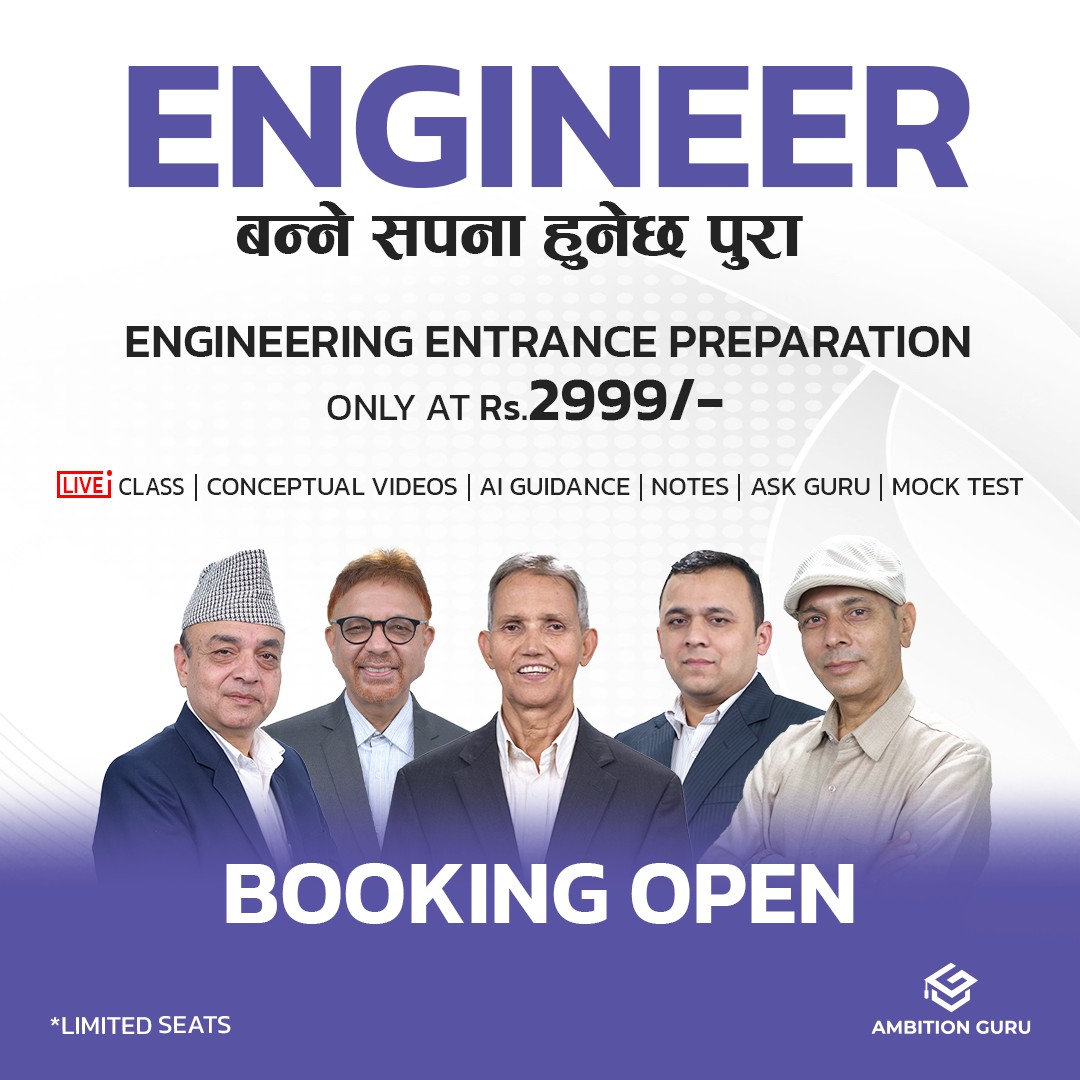 ENGINEER
बन्ने सपना हुनेछ पुरा
ENGINEERING ENTRANCE PREPARATION
ONLY AT Rs.2999/-
LIVE CLASS | CONCEPTUAL VIDEOS | AI GUIDANCE | NOTES | ASK GURU | MOCK TEST
BOOKING OPEN
*LIMITED SEATS
AMBITION GURU